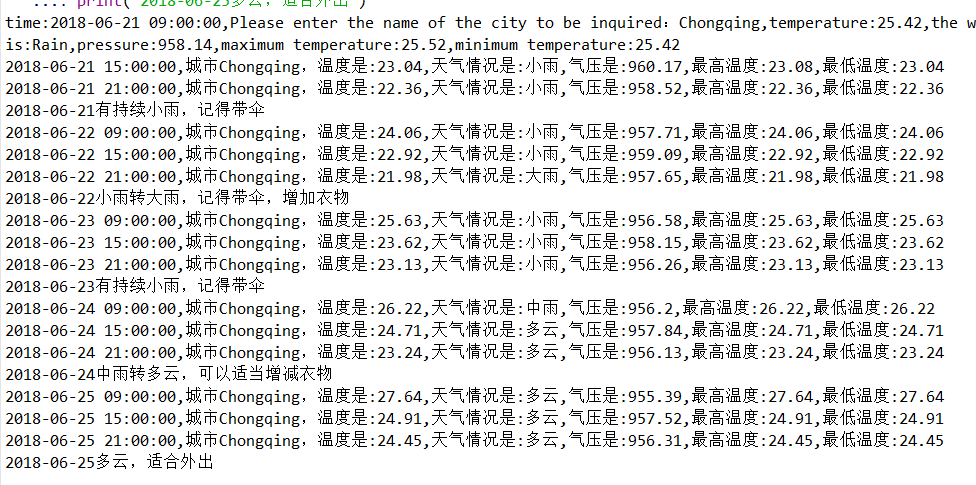 .... print( 2018-06-25多云，适合外出 )
time:2018-06-21 09:00:00,Please enter the name of the city to be inquired：Chongqing,temperature:25.42,the w
is:Rain,pressure:958.14,maximum temperature:25.52,minimum temperature:25.42
2018-06-21 15:00:00,城市Chongqing，温度是:23.04,天气情况是:小雨,气压是:960.17,最高温度:23.08,最低温度:23.04
2018-06-21 21:00:00,城市Chongqing，温度是:22.36,天气情况是:小雨,气压是:958.52,最高温度:22.36,最低温度:22.36
2018-06-21有持续小雨，记得带伞
2018-06-22 09:00:00,城市Chongqing，温度是:24.06,天气情况是:小雨,气压是:957.71,最高温度:24.06,最低温度:24.06
2018-06-22 15:00:00,城市Chongqing，温度是:22.92,天气情况是:小雨,气压是:959.09,最高温度:22.92,最低温度:22.92
2018-06-22 21:00:00,城市Chongqing，温度是:21.98,天气情况是:大雨,气压是:957.65,最高温度:21.98,最低温度:21.98
2018-06-22小雨转大雨，记得带伞，增加衣物
2018-06-23 09:00:00,城市Chongqing，温度是:25.63,天气情况是:小雨,气压是:956.58,最高温度:25.63,最低温度:25.63
2018-06-23 15:00:00,城市Chongqing，温度是:23.62,天气情况是:小雨,气压是:958.15,最高温度:23.62,最低温度:23.62
2018-06-23 21:00:00,城市Chongqing，温度是:23.13,天气情况是:小雨,气压是:956.26,最高温度:23.13,最低温度:23.13
2018-06-23有持续小雨，记得带伞
2018-06-24 09:00:00,城市Chongqing，温度是:26.22,天气情况是:中雨,气压是:956.2,最高温度:26.22,最低温度:26.22
2018-06-24 15:00:00,城市Chongqing，温度是:24.71,天气情况是:多云,气压是:957.84,最高温度:24.71,最低温度:24.71
2018-06-24 21:00:00,城市Chongqing，温度是:23.24,天气情况是:多云,气压是:956.13,最高温度:23.24,最低温度:23.24
2018-06-24中雨转多云，可以适当增减衣物
2018-06-25 09:00:00,城市Chongqing，温度是:27.64,天气情况是:多云,气压是:955.39,最高温度:27.64,最低温度:27.64
2018-06-25 15:00:00,城市Chongqing，温度是:24.91,天气情况是:多云,气压是:957.52,最高温度:24.91,最低温度:24.91
2018-06-25 21:00:00,城市Chongqing，温度是:24.45,天气情况是:多云,气压是:956.31,最高温度:24.45,最低温度:24.45
2018-06-25多云，适合外出